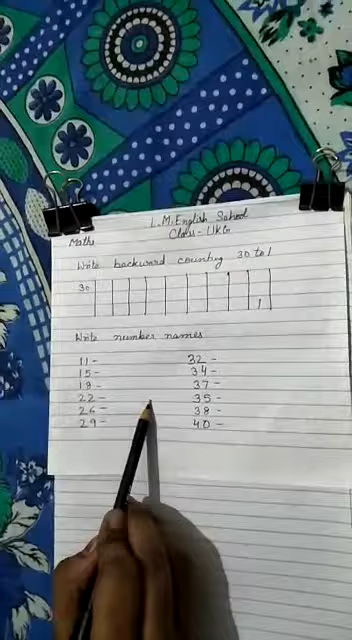 L.M. English School
Class - UKG
Maths
Write backward counting 30 to 1
30
1
Write number names
11 - 32 -
15 - 34 -
18 - 37 -
22 - 35 -
26 - 38 -
29 - 40 -